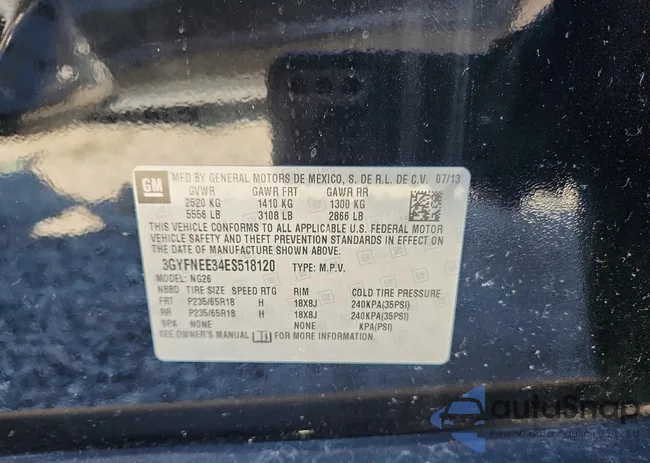 GM
MFD BY GENERAL MOTORS DE MEXICO, S. DE R.L. DE C.V. 07/13
GVWR GAWR FRT GAWR RR
2520 KG 1410 KG 1300 KG
5556 LB 3108 LB 2866 LB
THIS VEHICLE CONFORMS TO ALL APPLICABLE U.S. FEDERAL MOTOR
VEHICLE SAFETY AND THEFT PREVENTION STANDARDS IN EFFECT ON
THE DATE OF MANUFACTURE SHOWN ABOVE.
3GYFNEE34ES518120 TYPE: M.P.V.
MODEL: NG26
NBBD TIRE SIZE SPEED RTG RIM COLD TIRE PRESSURE
FRT P235/65R18 H 18X8J 240KPA(35PSI)
RR P235/65R18 H 18X8J 240KPA(35PSI)
SPA NONE NONE KPA(PSI)
SEE OWNER'S MANUAL FOR MORE INFORMATION.
autoSnap